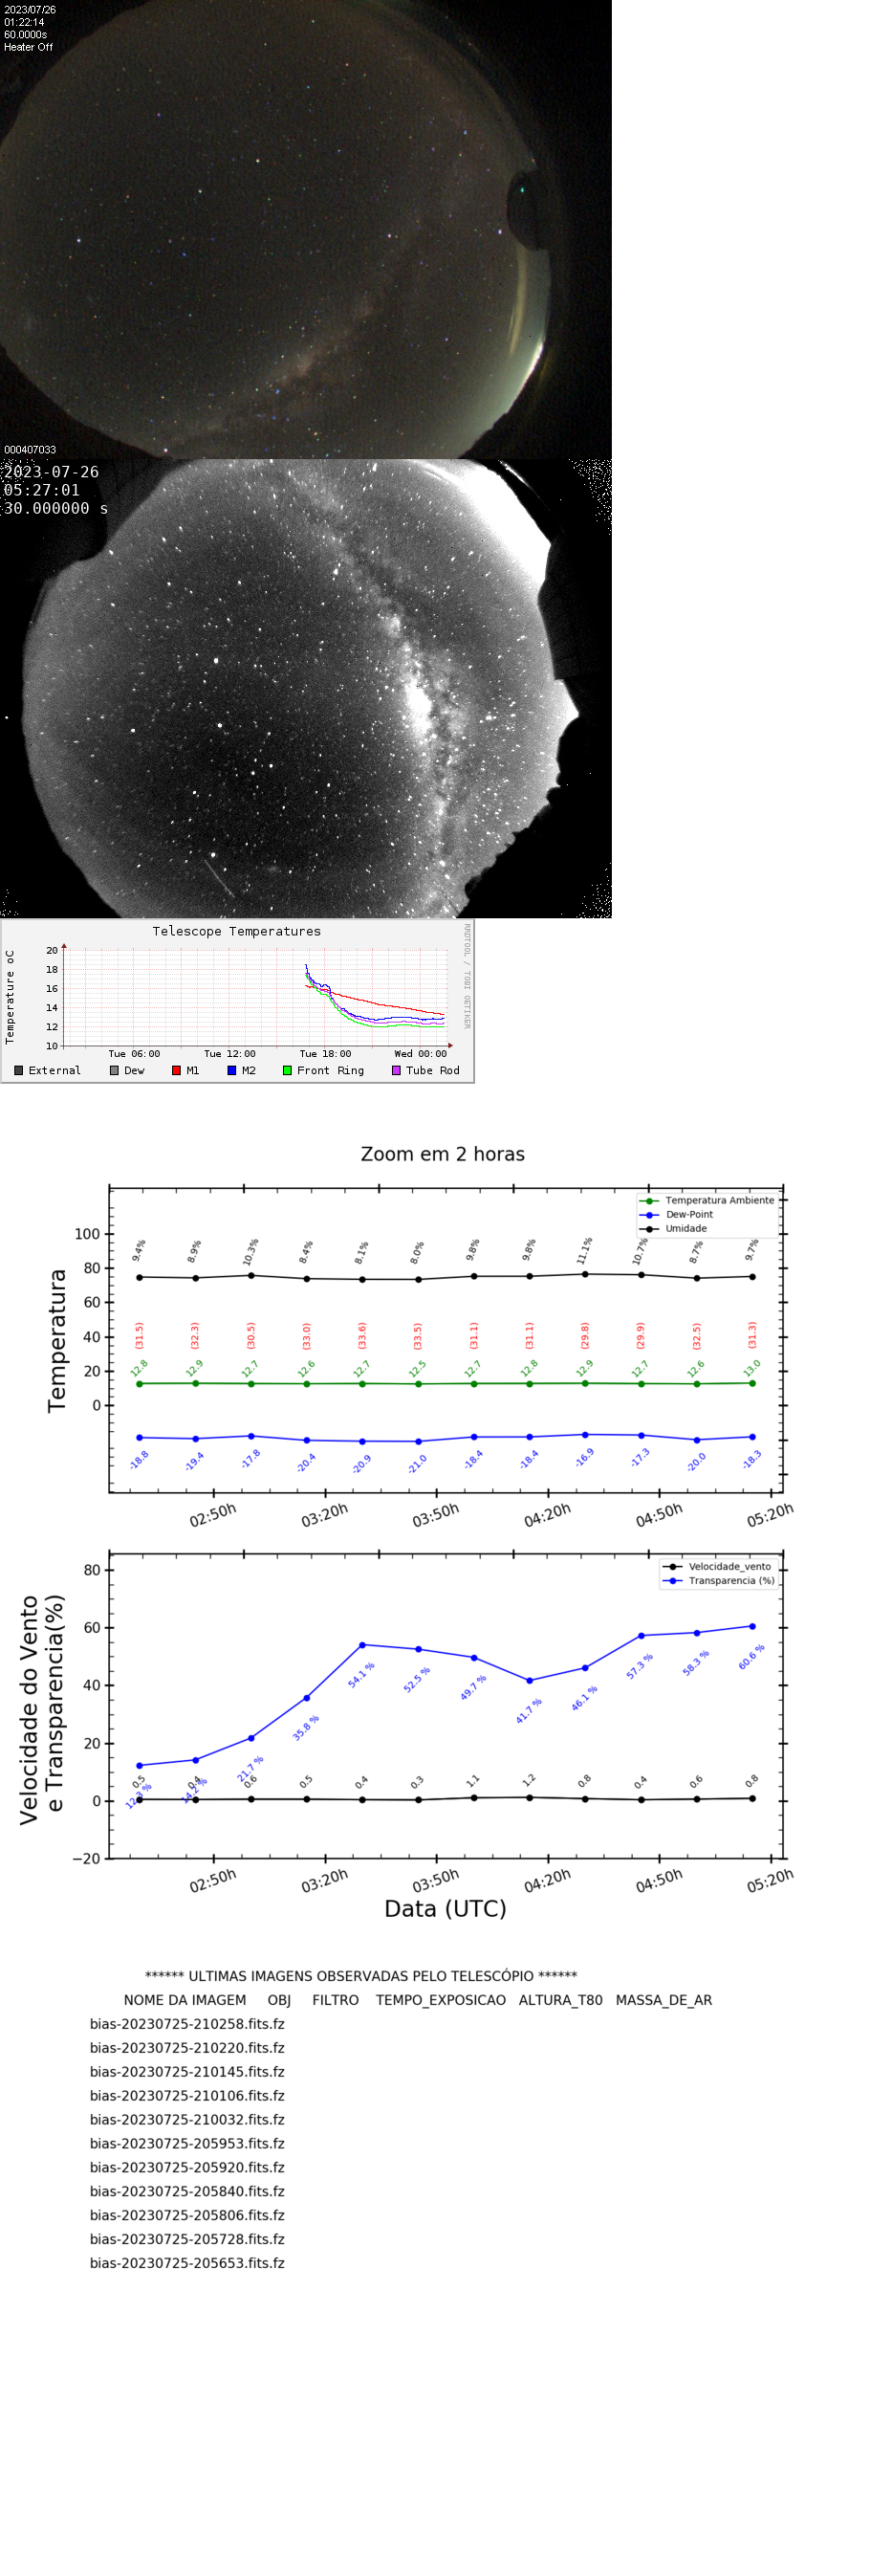 2023/07/26
01:22:14
60.0000s
Heater Off
000407033
2023-07-26
05:27:01
30.000000 s
Telescope Temperatures
RRDTOOL / TOBI OETIKER
Temperature oC
20
18
16
14
12
10
Tue 06:00 Tue 12:00 Tue 18:00 Wed 00:00
External Dew M1 M2 Front Ring Tube Rod
Zoom em 2 horas
Temperatura Ambiente
Dew-Point
Umidade
Temperatura
100
80
60
40
20
0
9.4% 8.9% 10.3% 8.4% 8.1% 8.0% 9.8% 9.8% 11.1% 10.7% 8.7% 9.7%
(31.5) (32.3) (30.5) (33.0) (33.6) (33.5) (31.1) (31.1) (29.8) (29.9) (32.5) (31.3)
12.8 12.9 12.7 12.6 12.7 12.5 12.7 12.8 12.9 12.7 12.6 13.0
-18.8 -19.4 -17.8 -20.4 -20.9 -21.0 -18.4 -18.4 -16.9 -17.3 -20.0 -18.3
02:50h 03:20h 03:50h 04:20h 04:50h 05:20h
Velocidade_vento
Transparencia (%)
Velocidade do Vento
e Transparencia(%)
80
60
40
20
0
−20
12.3 % 14.2 % 21.7 % 35.8 % 54.1 % 52.5 % 49.7 % 41.7 % 46.1 % 57.3 % 58.3 % 60.6 %
0.5 0.4 0.6 0.5 0.4 0.3 1.1 1.2 0.8 0.4 0.6 0.8
02:50h 03:20h 03:50h 04:20h 04:50h 05:20h
Data (UTC)
****** ULTIMAS IMAGENS OBSERVADAS PELO TELESCÓPIO ******
NOME DA IMAGEM OBJ FILTRO TEMPO_EXPOSICAO ALTURA_T80 MASSA_DE_AR
bias-20230725-210258.fits.fz
bias-20230725-210220.fits.fz
bias-20230725-210145.fits.fz
bias-20230725-210106.fits.fz
bias-20230725-210032.fits.fz
bias-20230725-205953.fits.fz
bias-20230725-205920.fits.fz
bias-20230725-205840.fits.fz
bias-20230725-205806.fits.fz
bias-20230725-205728.fits.fz
bias-20230725-205653.fits.fz